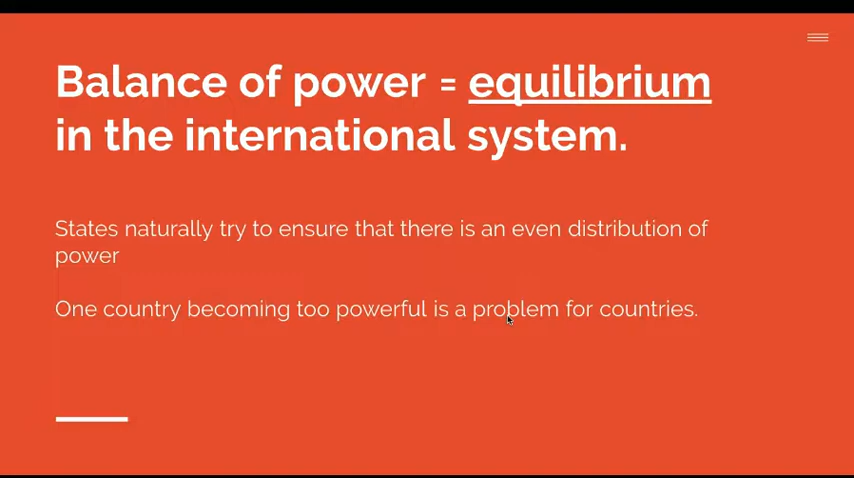 Balance of power = equilibrium
in the international system.
States naturally try to ensure that there is an even distribution of
power
One country becoming too powerful is a problem for countries.